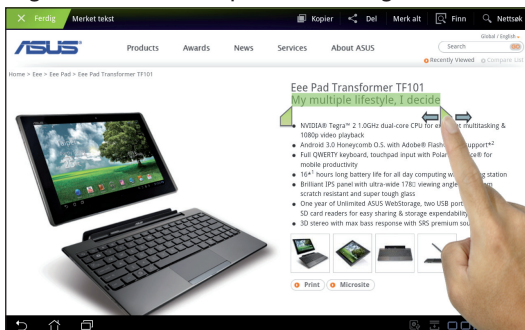 Ferdig
Merket tekst
Kopier
Del
Merk alt
Finn
Nettsøk
Global / English
ASUS
Products
Awards
News
Services
About ASUS
Search
Recently Viewed
Compare List
Home > Eee > Eee Pad > Eee Pad Transformer TF101
Eee Pad Transformer TF101
My multiple lifestyle, I decide
NVIDIA® Tegra™ 2 1.0GHz dual-core CPU for multitasking &
1080p video playback
Android 3.0 Honeycomb O.S. with Adobe® Flash support*2
Full QWERTY keyboard, touchpad input with Polaris for
mobile productivity
16*1 hours long battery life for all day computing station
Brilliant IPS panel with ultra-wide 178 viewing
scratch resistant and super tough glass
One year of Unlimited ASUS WebStorage, two USB
SD card readers for easy sharing & storage expendability
3D stereo with max bass response with SRS premium
Print
Microsite